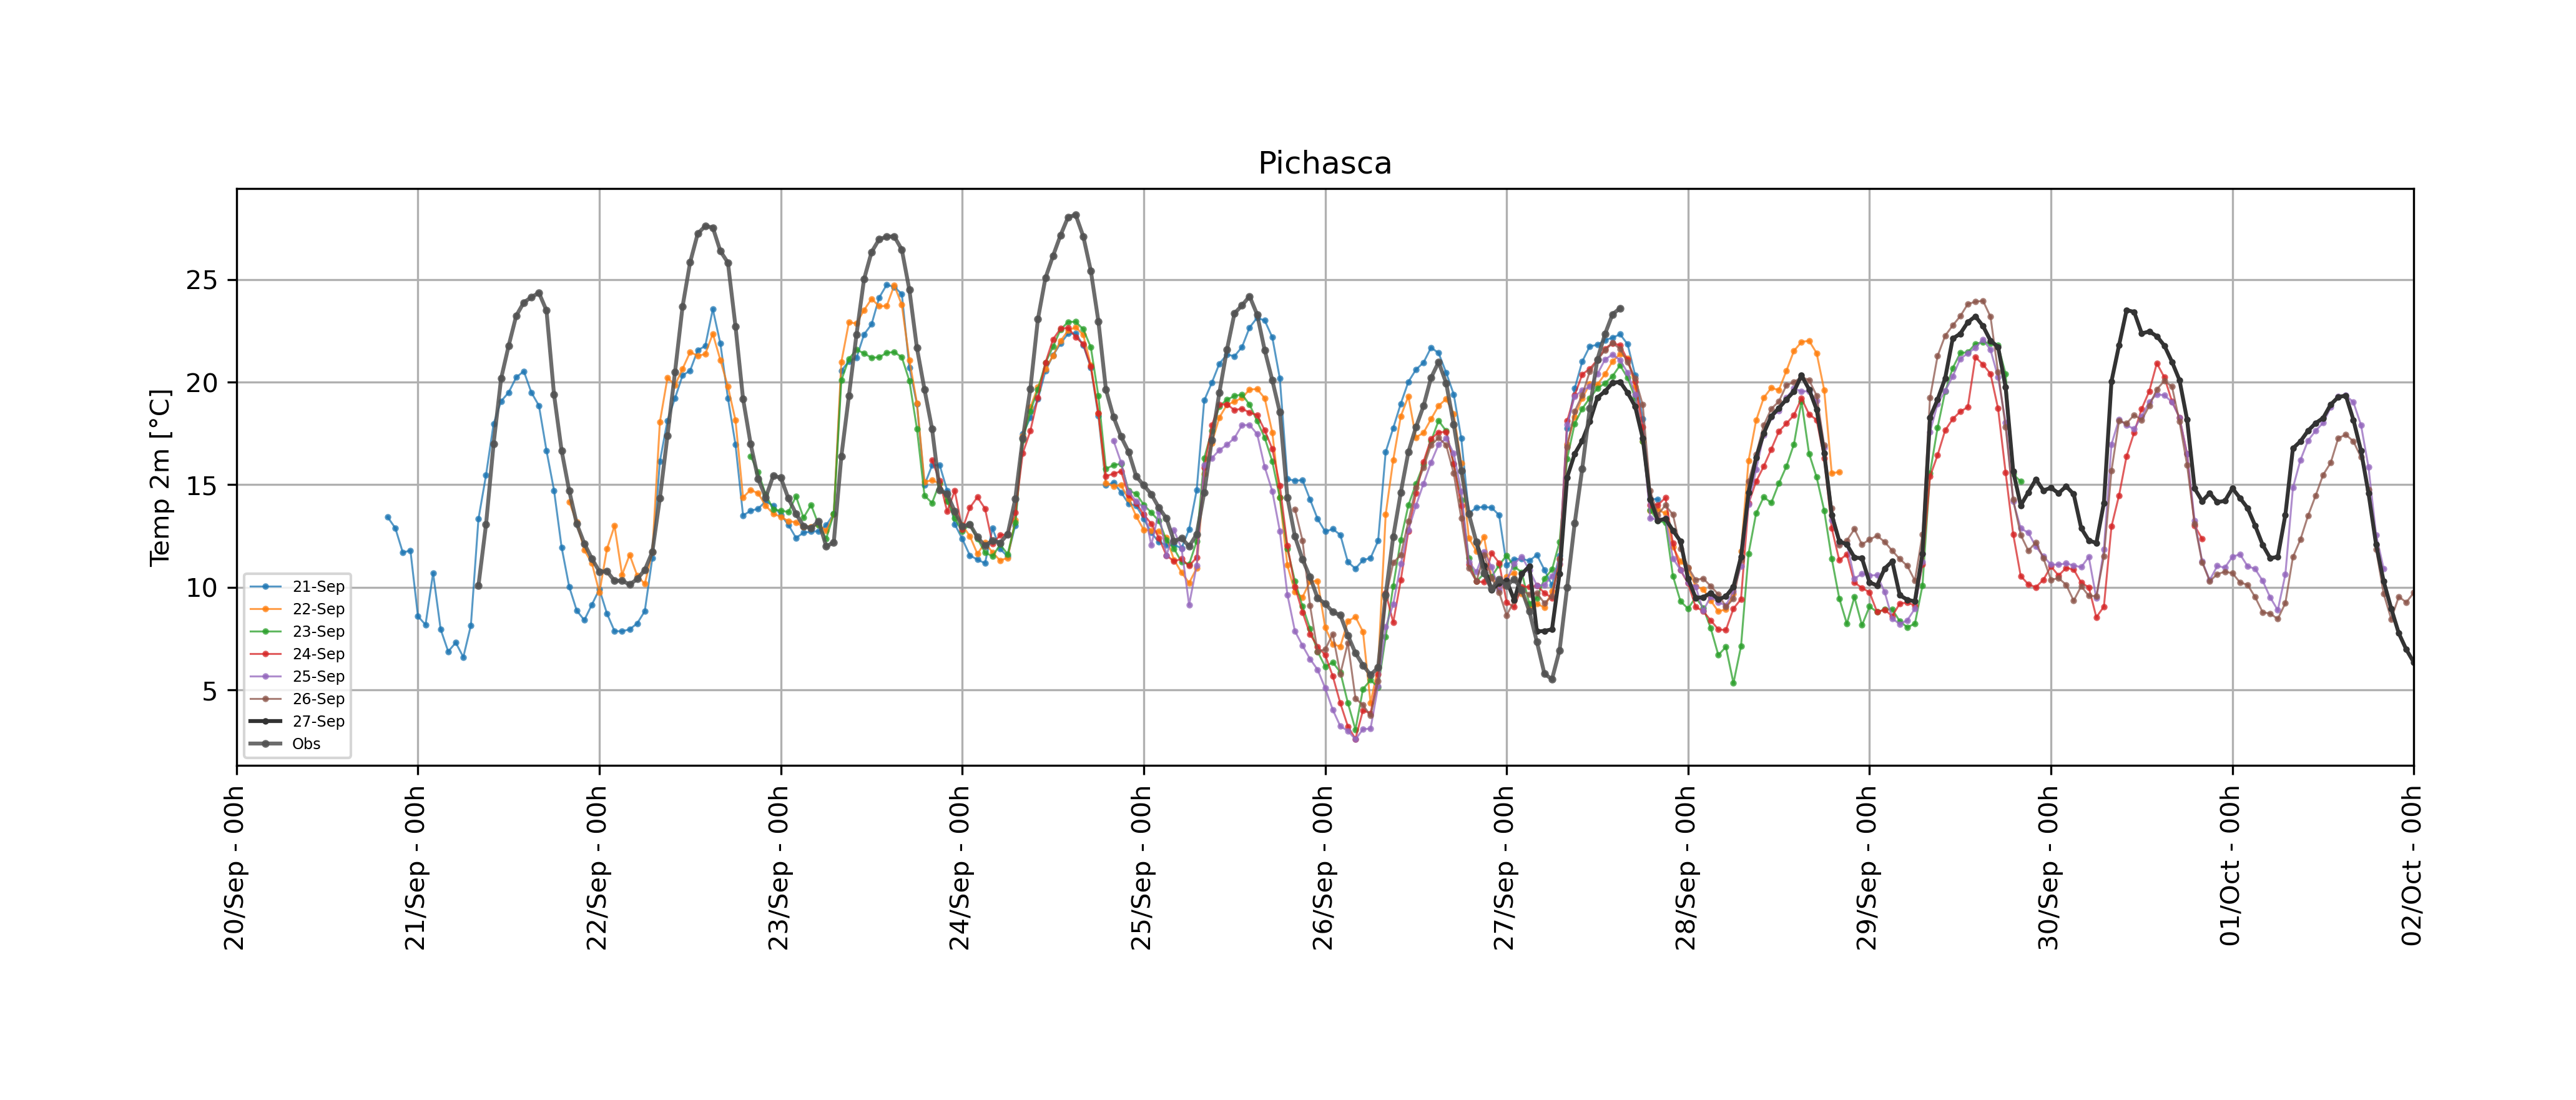 Pichasca
Temp 2m [°C]
25
20
15
10
5
21-Sep
22-Sep
23-Sep
24-Sep
25-Sep
26-Sep
27-Sep
Obs
20/Sep - 00h
21/Sep - 00h
22/Sep - 00h
23/Sep - 00h
24/Sep - 00h
25/Sep - 00h
26/Sep - 00h
27/Sep - 00h
28/Sep - 00h
29/Sep - 00h
30/Sep - 00h
01/Oct - 00h
02/Oct - 00h